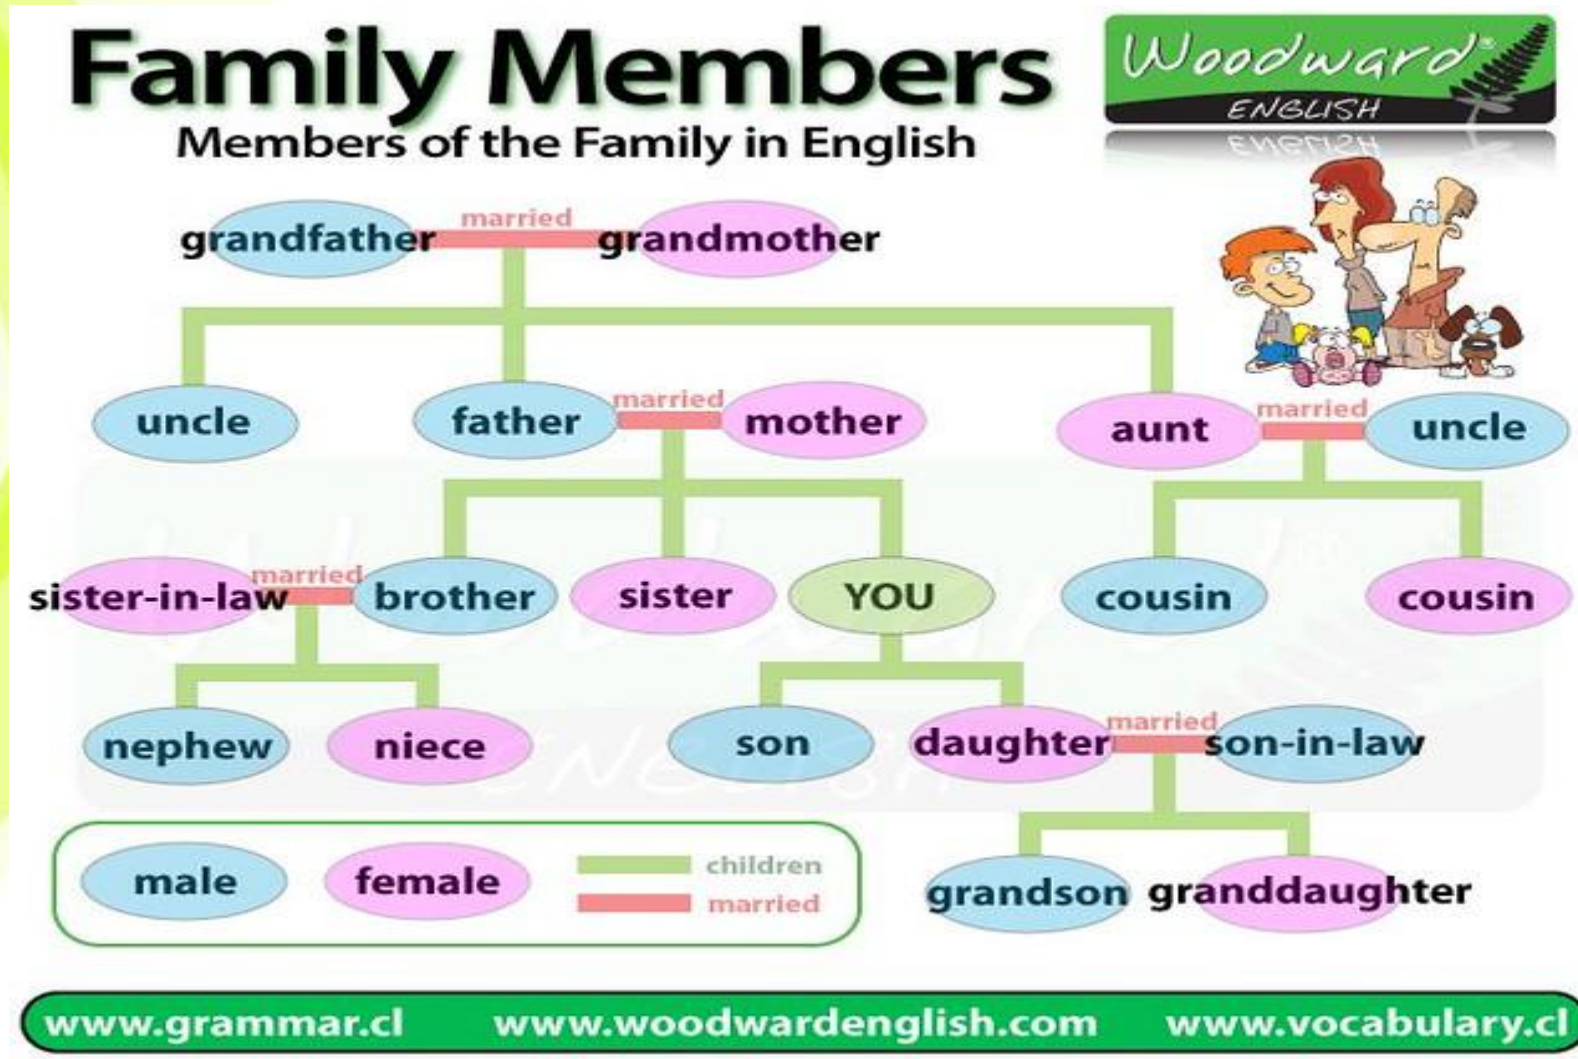 Family Members
Members of the Family in English
Woodward®
ENGLISH
married
grandfather grandmother
married married
uncle father mother aunt uncle
married
sister-in-law brother sister YOU cousin cousin
married
nephew niece son daughter son-in-law
male female children
married
grandson granddaughter
www.grammar.cl www.woodwardenglish.com www.vocabulary.cl